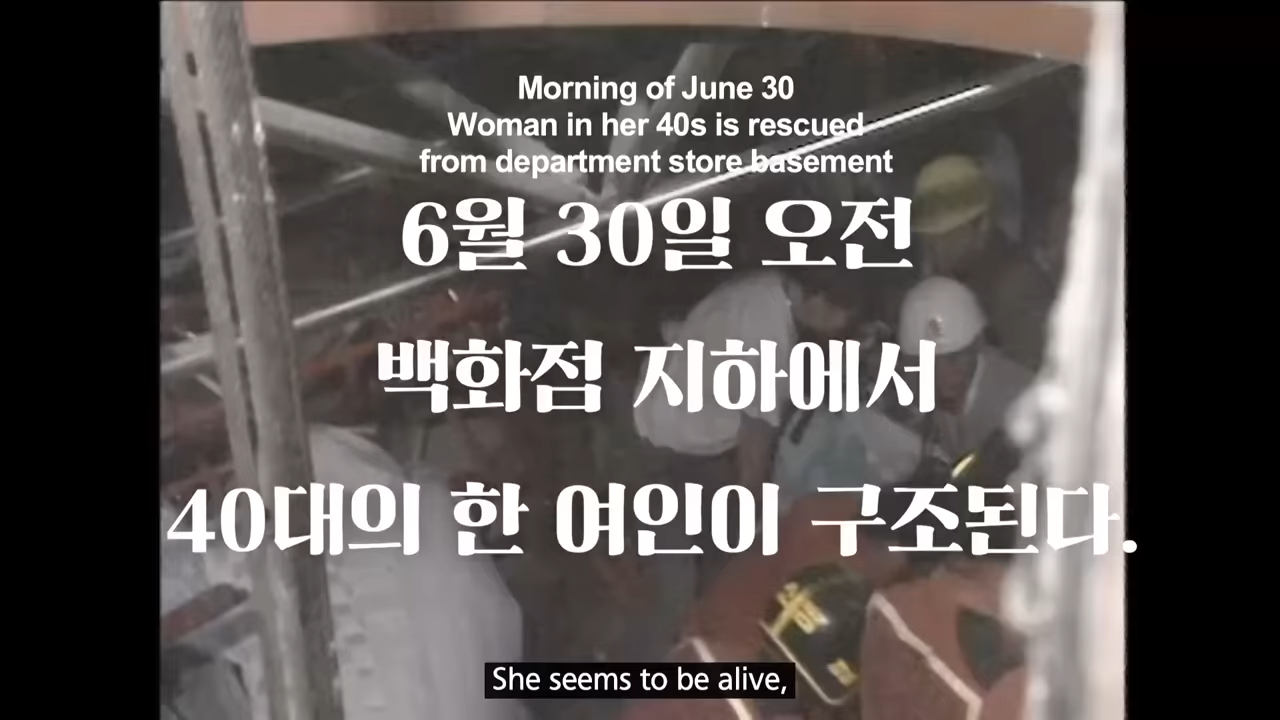 Morning of June 30
Woman in her 40s is rescued
from department store basement
6월 30일 오전
백화점 지하에서
40대의 한 여인이 구조된다.
She seems to be alive,